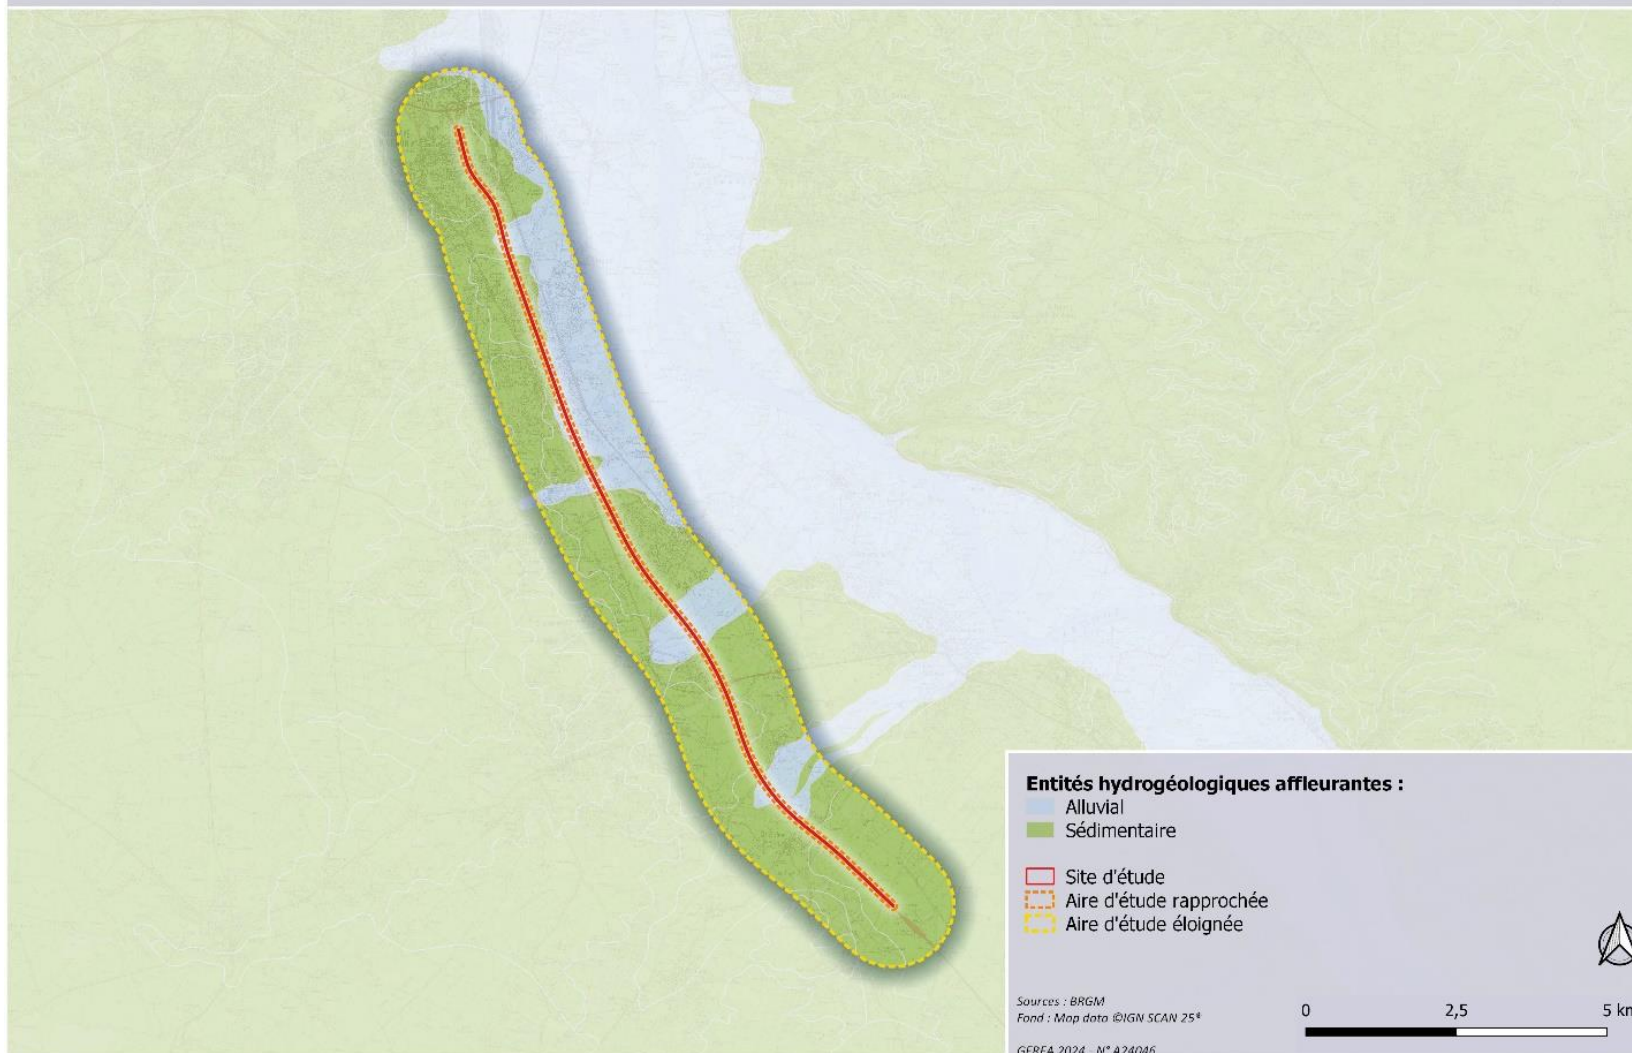 Entités hydrogéologiques affleurantes :
Alluvial
Sédimentaire
Site d'étude
Aire d'étude rapprochée
Aire d'étude éloignée
Sources : BRGM
Fond : Map data ©IGN SCAN 25®
0 2,5 5 km
GEREA 2024 - N° A24046